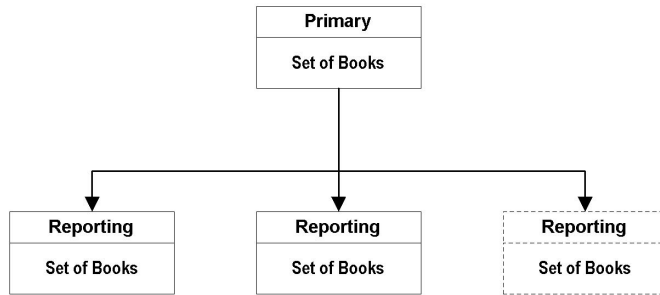 Primary
Set of Books
Reporting
Set of Books
Reporting
Set of Books
Reporting
Set of Books